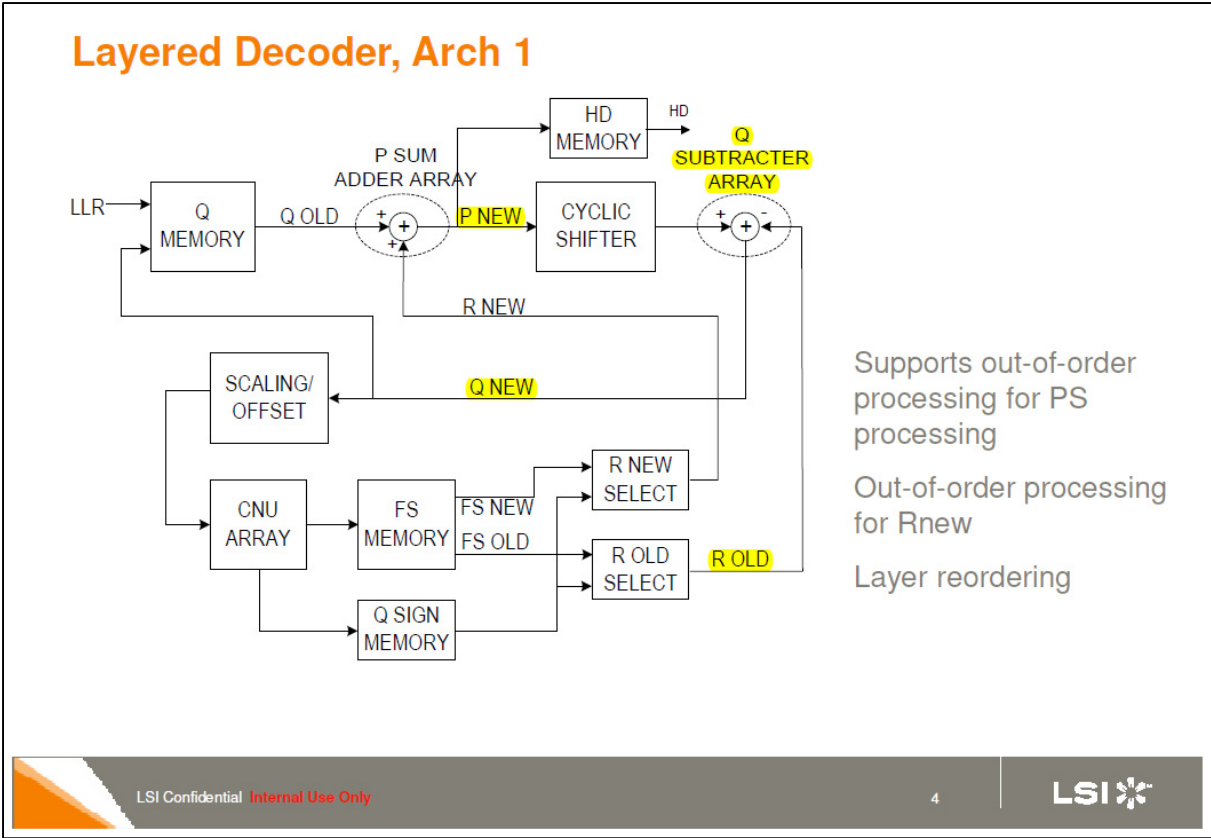 Layered Decoder, Arch 1
HD
MEMORY
HD
Q
SUBTRACTER
ARRAY
P SUM
ADDER ARRAY
LLR
Q
MEMORY
Q OLD
+
+
+
P NEW
CYCLIC
SHIFTER
+
+
-
R NEW
SCALING/
OFFSET
Q NEW
Supports out-of-order
processing for PS
processing
Out-of-order processing
for Rnew
Layer reordering
CNU
ARRAY
FS
MEMORY
FS NEW
FS OLD
R NEW
SELECT
R OLD
SELECT
R OLD
Q SIGN
MEMORY
LSI Confidential Internal Use Only
4
LSI